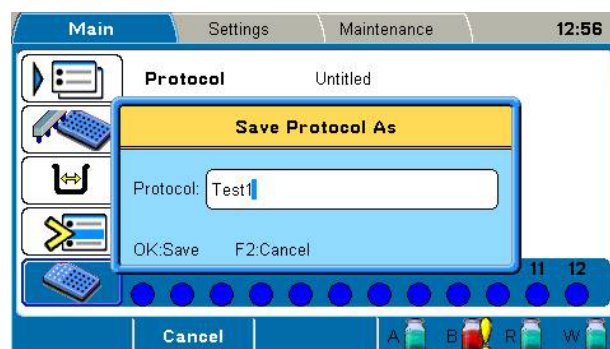 Main Settings Maintenance 12:56
Protocol Untitled
Save Protocol As
Protocol: Test1
OK:Save F2:Cancel
11 12
Cancel A B R W